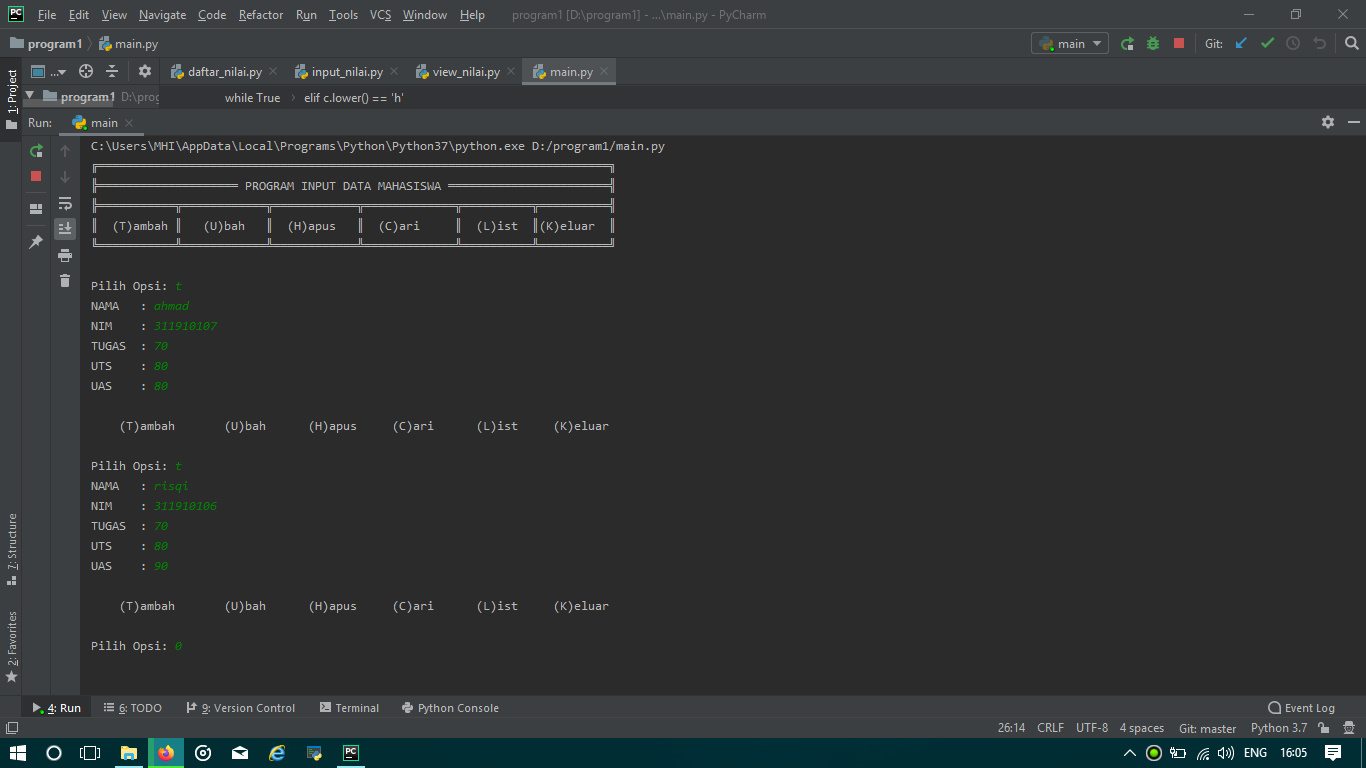 PC File Edit View Navigate Code Refactor Run Tools VCS Window Help program1 [D:\program1] - ...\main.py - PyCharm
program1 main.py main Git:
1: Project ... daftar_nilai.py input_nilai.py view_nilai.py main.py
program1 D:\prog while True elif c.lower() == 'h'
Run: main
C:\Users\MHI\AppData\Local\Programs\Python\Python37\python.exe D:/program1/main.py
PROGRAM INPUT DATA MAHASISWA
(T)ambah (U)bah (H)apus (C)ari (L)ist (K)eluar
Pilih Opsi: t
NAMA : ahmad
NIM : 311910107
TUGAS : 70
UTS : 80
UAS : 80
(T)ambah (U)bah (H)apus (C)ari (L)ist (K)eluar
Pilih Opsi: t
NAMA : risqi
NIM : 311910106
TUGAS : 70
UTS : 80
UAS : 90
(T)ambah (U)bah (H)apus (C)ari (L)ist (K)eluar
Pilih Opsi: 0
7: Structure
2: Favorites
4: Run 6: TODO 9: Version Control Terminal Python Console Event Log
26:14 CRLF UTF-8 4 spaces Git: master Python 3.7
PC ENG 16:05